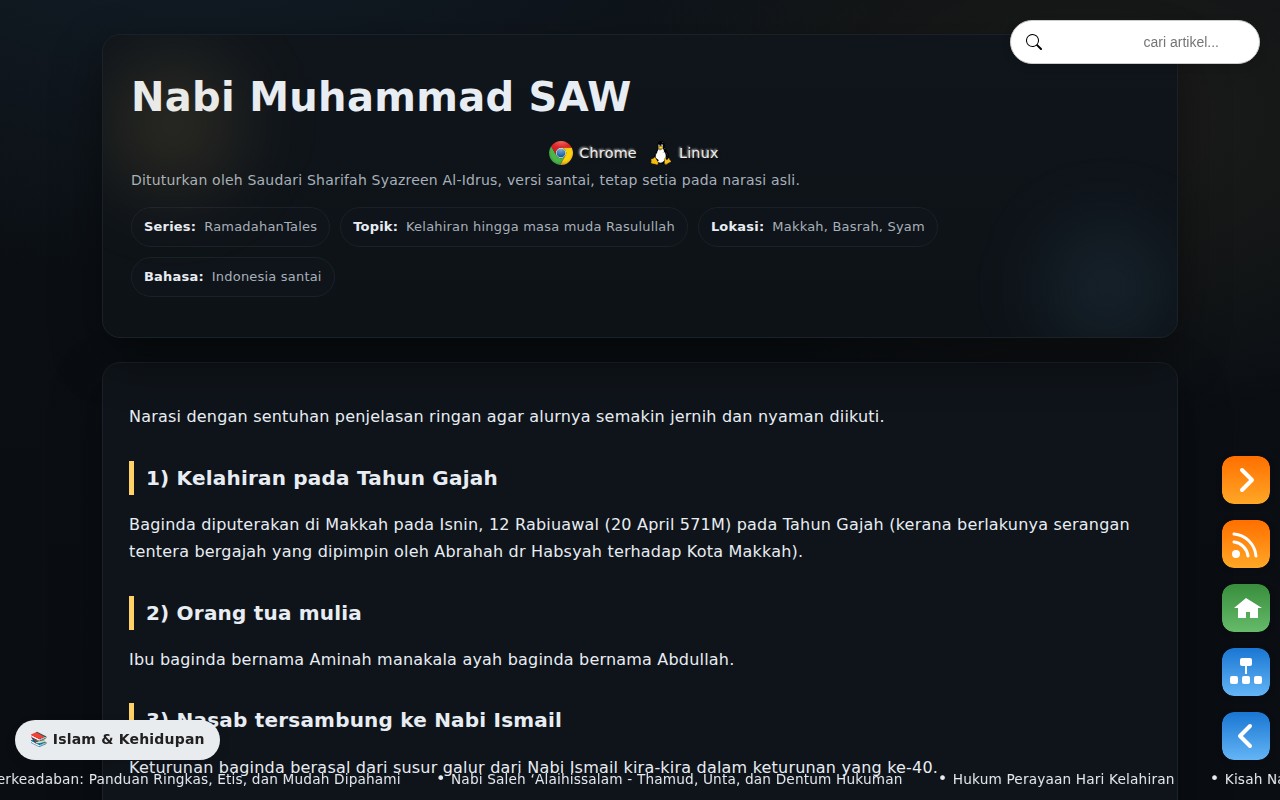 cari artikel...
Nabi Muhammad SAW
Chrome Linux
Dituturkan oleh Saudari Sharifah Syazreen Al-Idrus, versi santai, tetap setia pada narasi asli.
Series: RamadahanTales Topik: Kelahiran hingga masa muda Rasulullah Lokasi: Makkah, Basrah, Syam
Bahasa: Indonesia santai
Narasi dengan sentuhan penjelasan ringan agar alurnya semakin jernih dan nyaman diikuti.
1) Kelahiran pada Tahun Gajah
Baginda diputerakan di Makkah pada Isnin, 12 Rabiuawal (20 April 571M) pada Tahun Gajah (kerana berlakunya serangan
tentera bergajah yang dipimpin oleh Abrahah dr Habsyah terhadap Kota Makkah).
2) Orang tua mulia
Ibu baginda bernama Aminah manakala ayah baginda bernama Abdullah.
3) Nasab tersambung ke Nabi Ismail
📚 Islam & Kehidupan
Keturunan baginda berasal dari susur galur dari Nabi Ismail kira-kira dalam keturunan yang ke-40.
erkeadaban: Panduan Ringkas, Etis, dan Mudah Dipahami • Nabi Saleh ‘Alaihissalam - Thamud, Unta, dan Dentum Hukuman • Hukum Perayaan Hari Kelahiran • Kisah Na